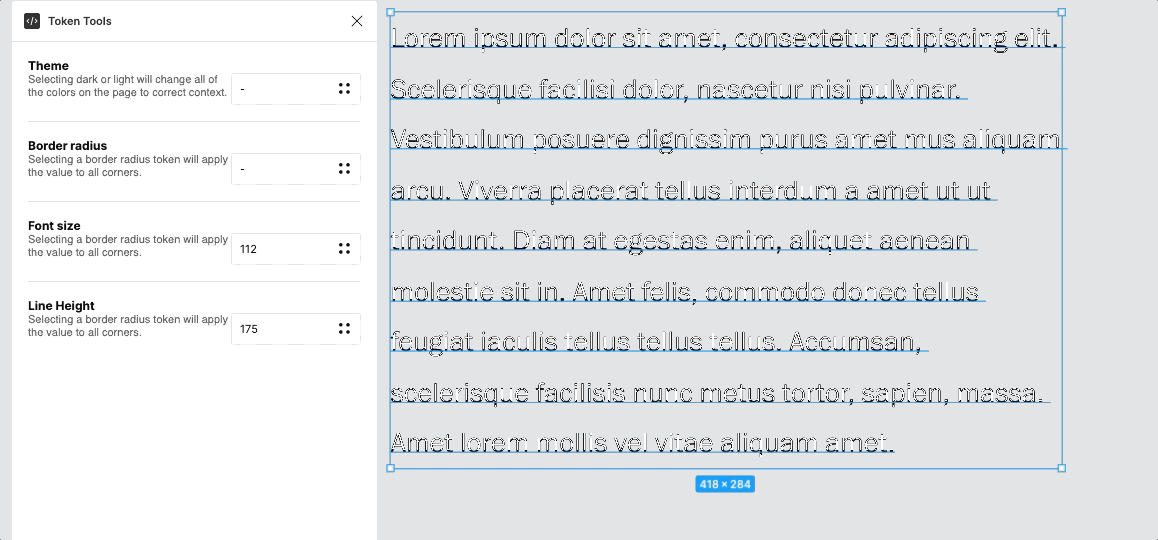 Token Tools
Theme
Selecting dark or light will change all of
the colors on the page to correct context.
-
Border radius
Selecting a border radius token will apply
the value to all corners.
-
Font size
Selecting a border radius token will apply
the value to all corners.
112
Line Height
Selecting a border radius token will apply
the value to all corners.
175
Lorem ipsum dolor sit amet, consectetur adipiscing elit.
Scelerisque facilisi dolor, nascetur nisi pulvinar.
Vestibulum posuere dignissim purus amet mus aliquam
arcu. Viverra placerat tellus interdum a amet ut ut
tincidunt. Diam at egestas enim, aliquet aenean
molestie sit in. Amet felis, commodo donec tellus
feugiat iaculis tellus tellus tellus. Accumsan,
scelerisque facilisis nunc metus tortor, sapien, massa.
Amet lorem mollis vel vitae aliquam amet.
418 × 284